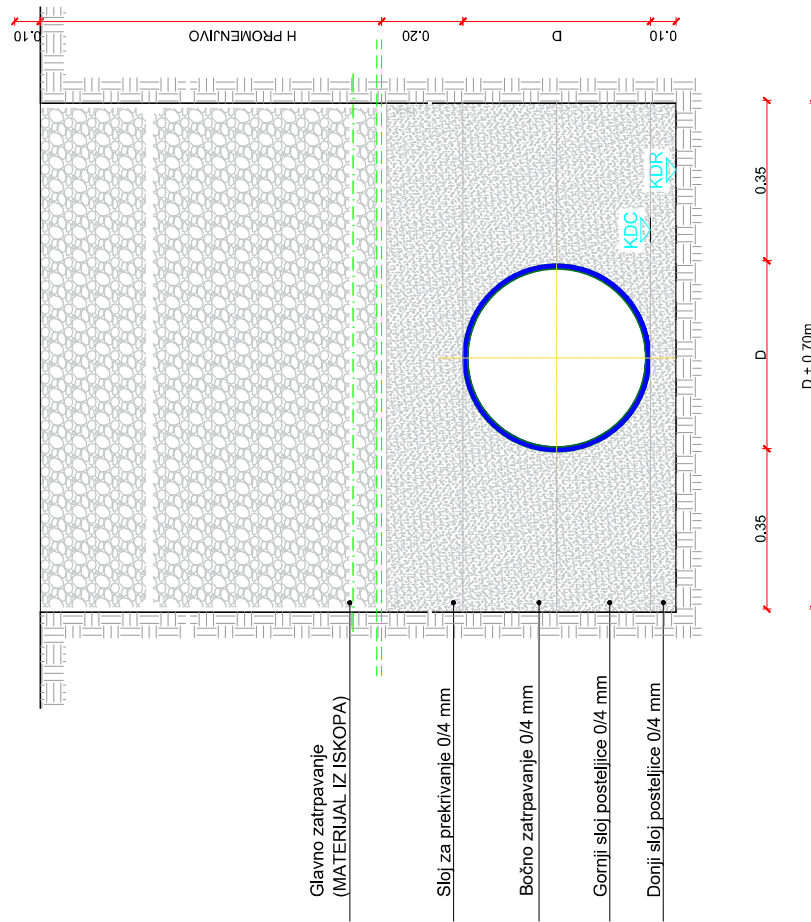 0.10
H PROMENJIVO
0.20
D
0.10
KDR
KDC
0.35
D
0.35
D + 0.70m
Glavno zatrpavanje
(MATERIJAL IZ ISKOPA)
Sloj za prekrivanje 0/4 mm
Bočno zatrpavanje 0/4 mm
Gornji sloj posteljice 0/4 mm
Donji sloj posteljice 0/4 mm